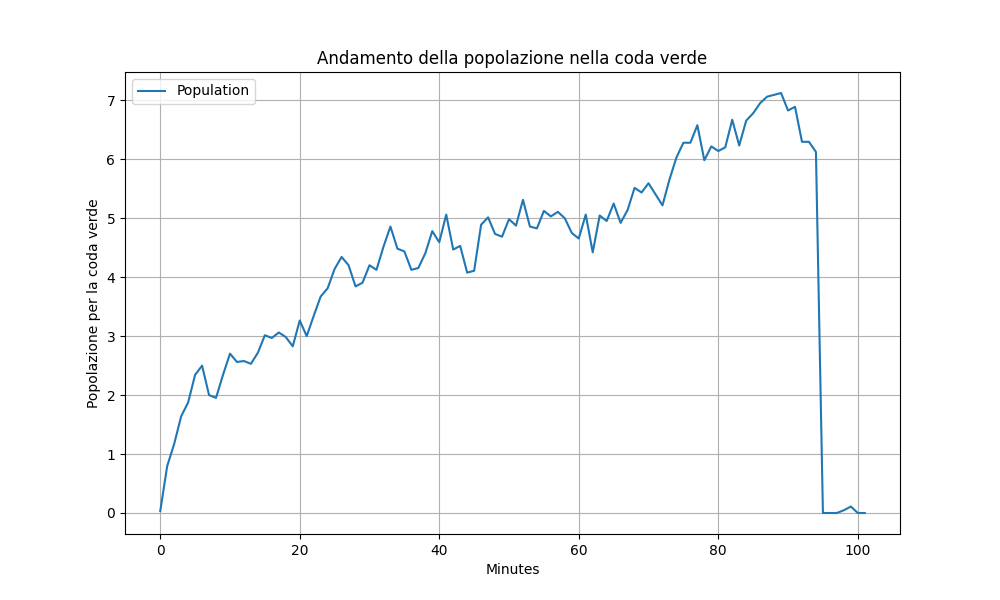 Andamento della popolazione nella coda verde
Population
Popolazione per la coda verde
7
6
5
4
3
2
1
0
0 20 40 60 80 100
Minutes